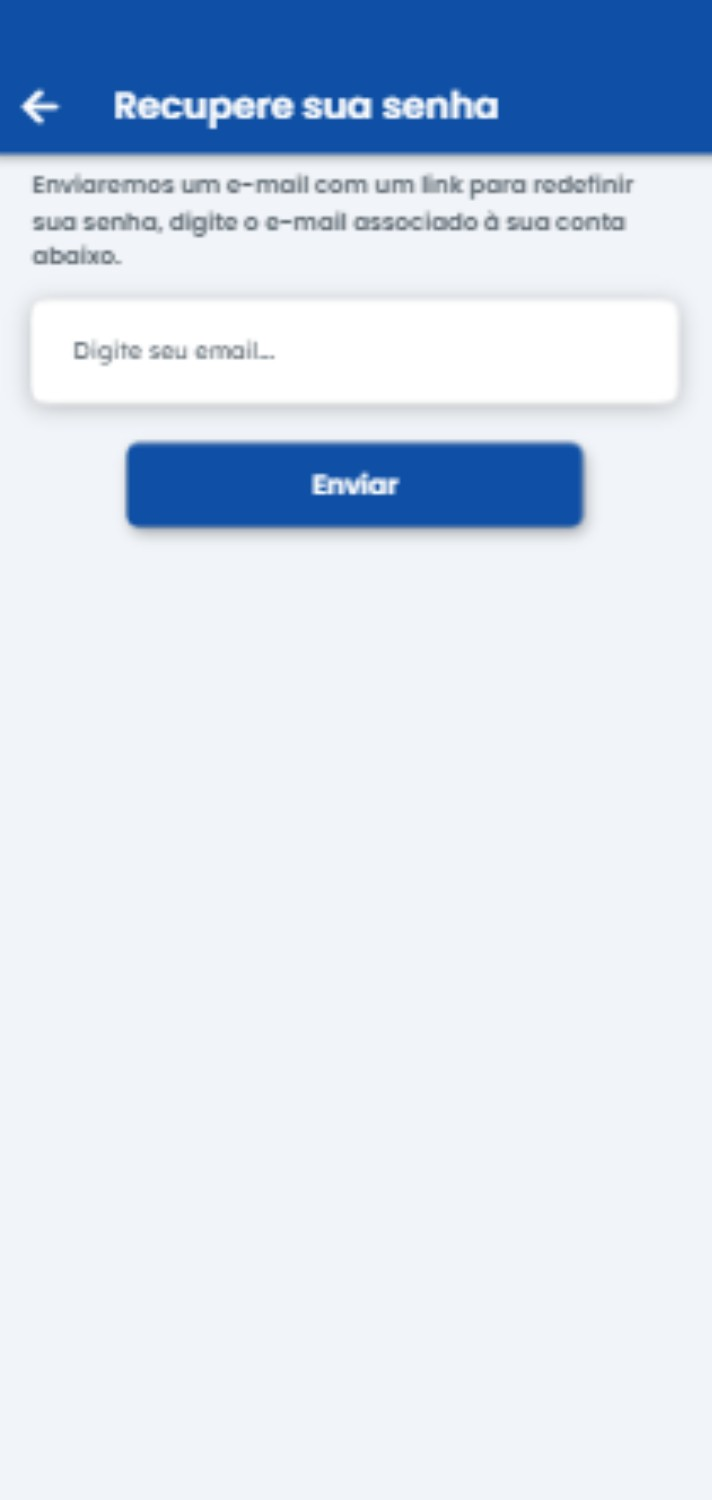 Recupere sua senha
Enviaremos um e-mail com um link para redefinir
sua senha, digite o e-mail associado à sua conta
abaixo.
Digite seu email...
Enviar